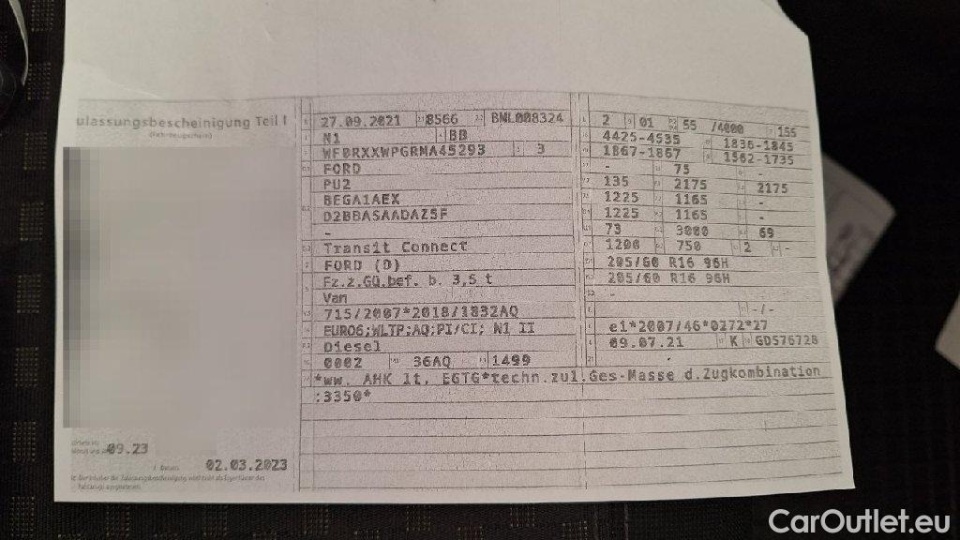 Zulassungsbescheinigung Teil I
27.09.2021 8566 BNL008324
N1 BB
WF0RXXWPGRMA45293 3
FORD
PU2
BEGA1AEX
D2BBASAADAZ5F
-
Transit Connect
FORD (D)
Fz.z.Gü.bef. b. 3,5 t
Van
715/2007*2018/1832AQ
EURO6;WLTP;AQ;PI/CI; N1 II
Diesel
0002 36AQ 1499
*ww. AHK lt. EGTG*techn.zul.Ges-Masse d.Zugkombination
:3350*
2 01 55 /4000 155
4425-4535 1836-1845
1867-1867 1562-1735
- 75 -
135 2175 2175
1225 1165 -
1225 1165 -
73 3000 69
1200 750 2 -
205/60 R16 96H
205/60 R16 96H
-
- -/-
e1*2007/46*0272*27
09.07.21 K GD576728
-
09.23
02.03.2023
CarOutlet.eu